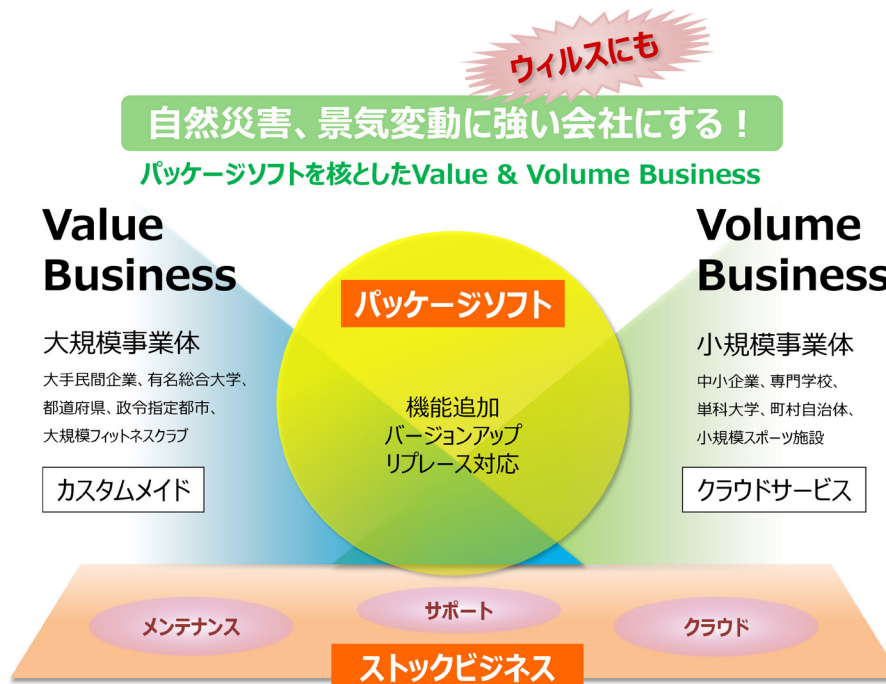 ウィルスにも
自然災害、景気変動に強い会社にする！
パッケージソフトを核としたValue & Volume Business
Value
Business
大規模事業体
大手民間企業、有名総合大学、
都道府県、政令指定都市、
大規模フィットネスクラブ
カスタムメイド
パッケージソフト
機能追加
バージョンアップ
リプレース対応
Volume
Business
小規模事業体
中小企業、専門学校、
単科大学、町村自治体、
小規模スポーツ施設
クラウドサービス
メンテナンス
サポート
クラウド
ストックビジネス